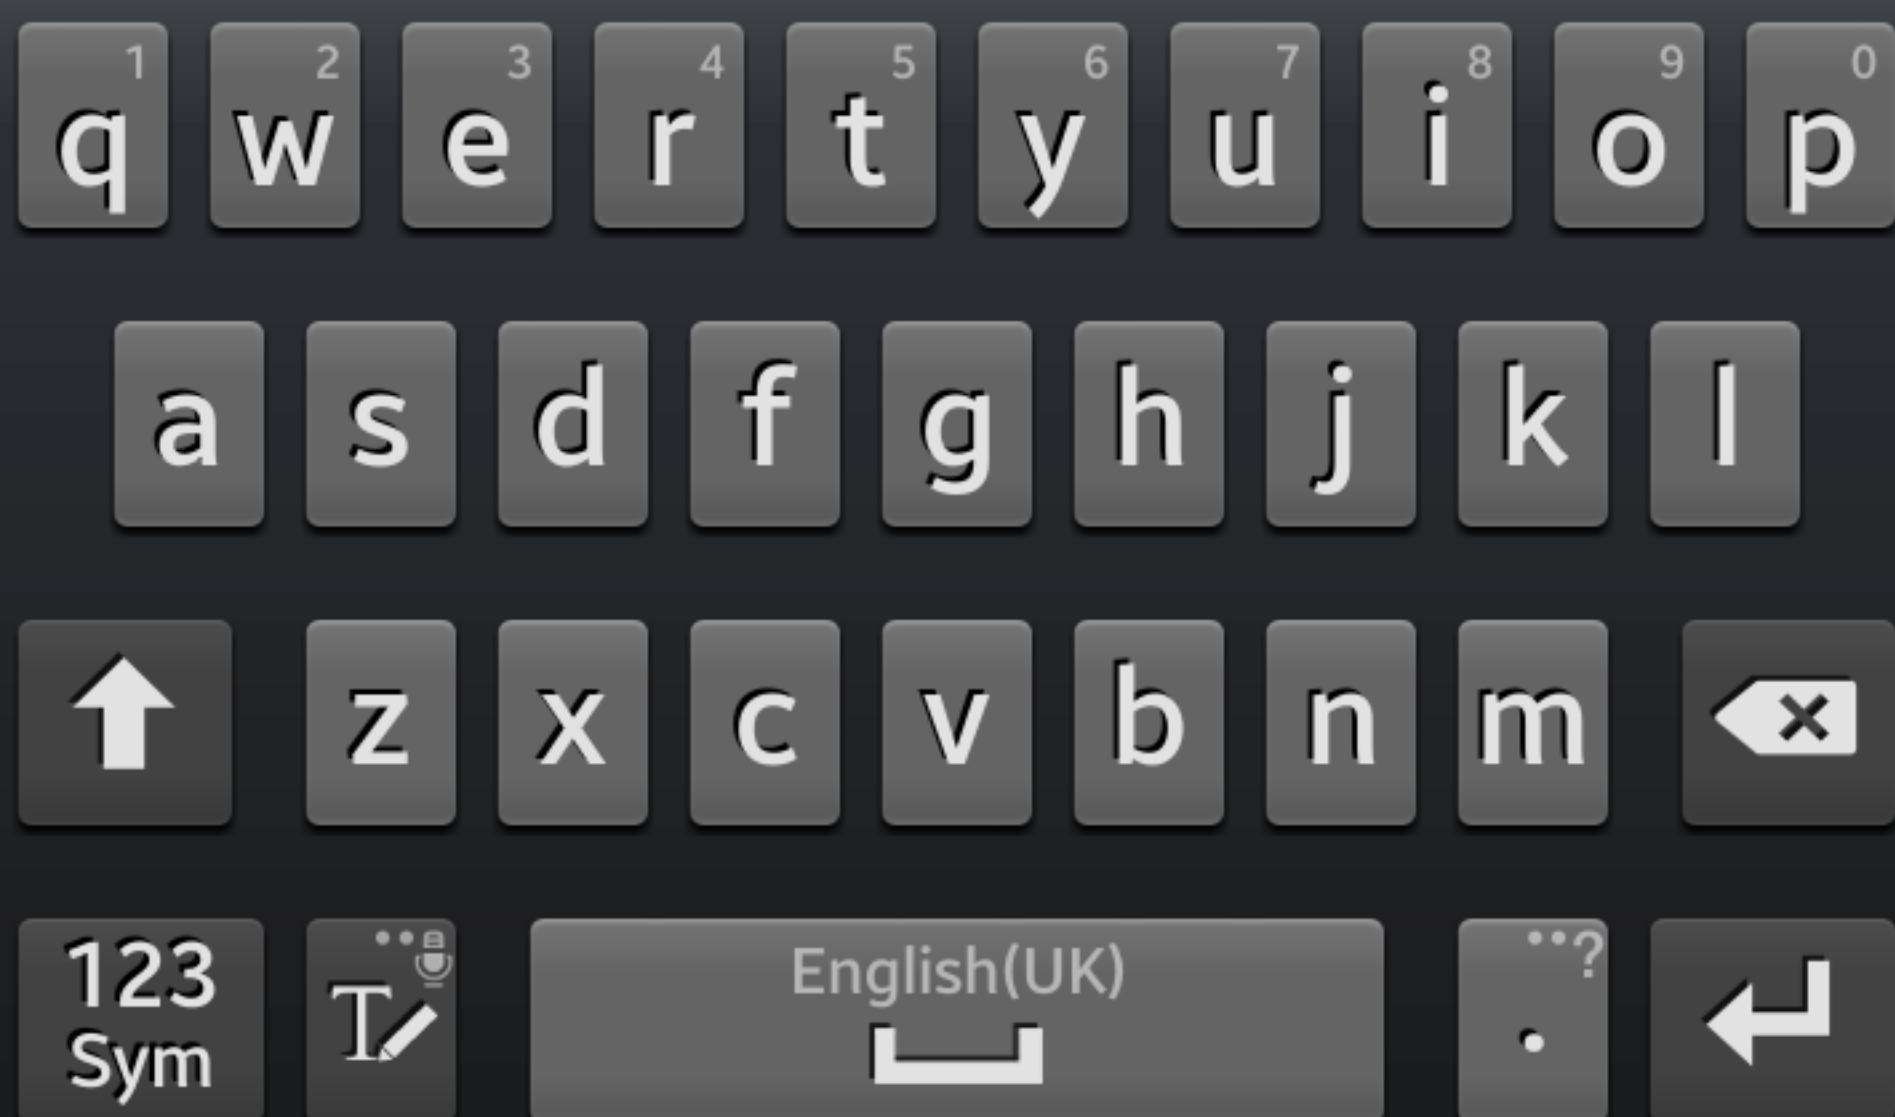 1 2 3 4 5 6 7 8 9 0
q w e r t y u i o p
a s d f g h j k l
z x c v b n m
123 English(UK) ?
Sym T .